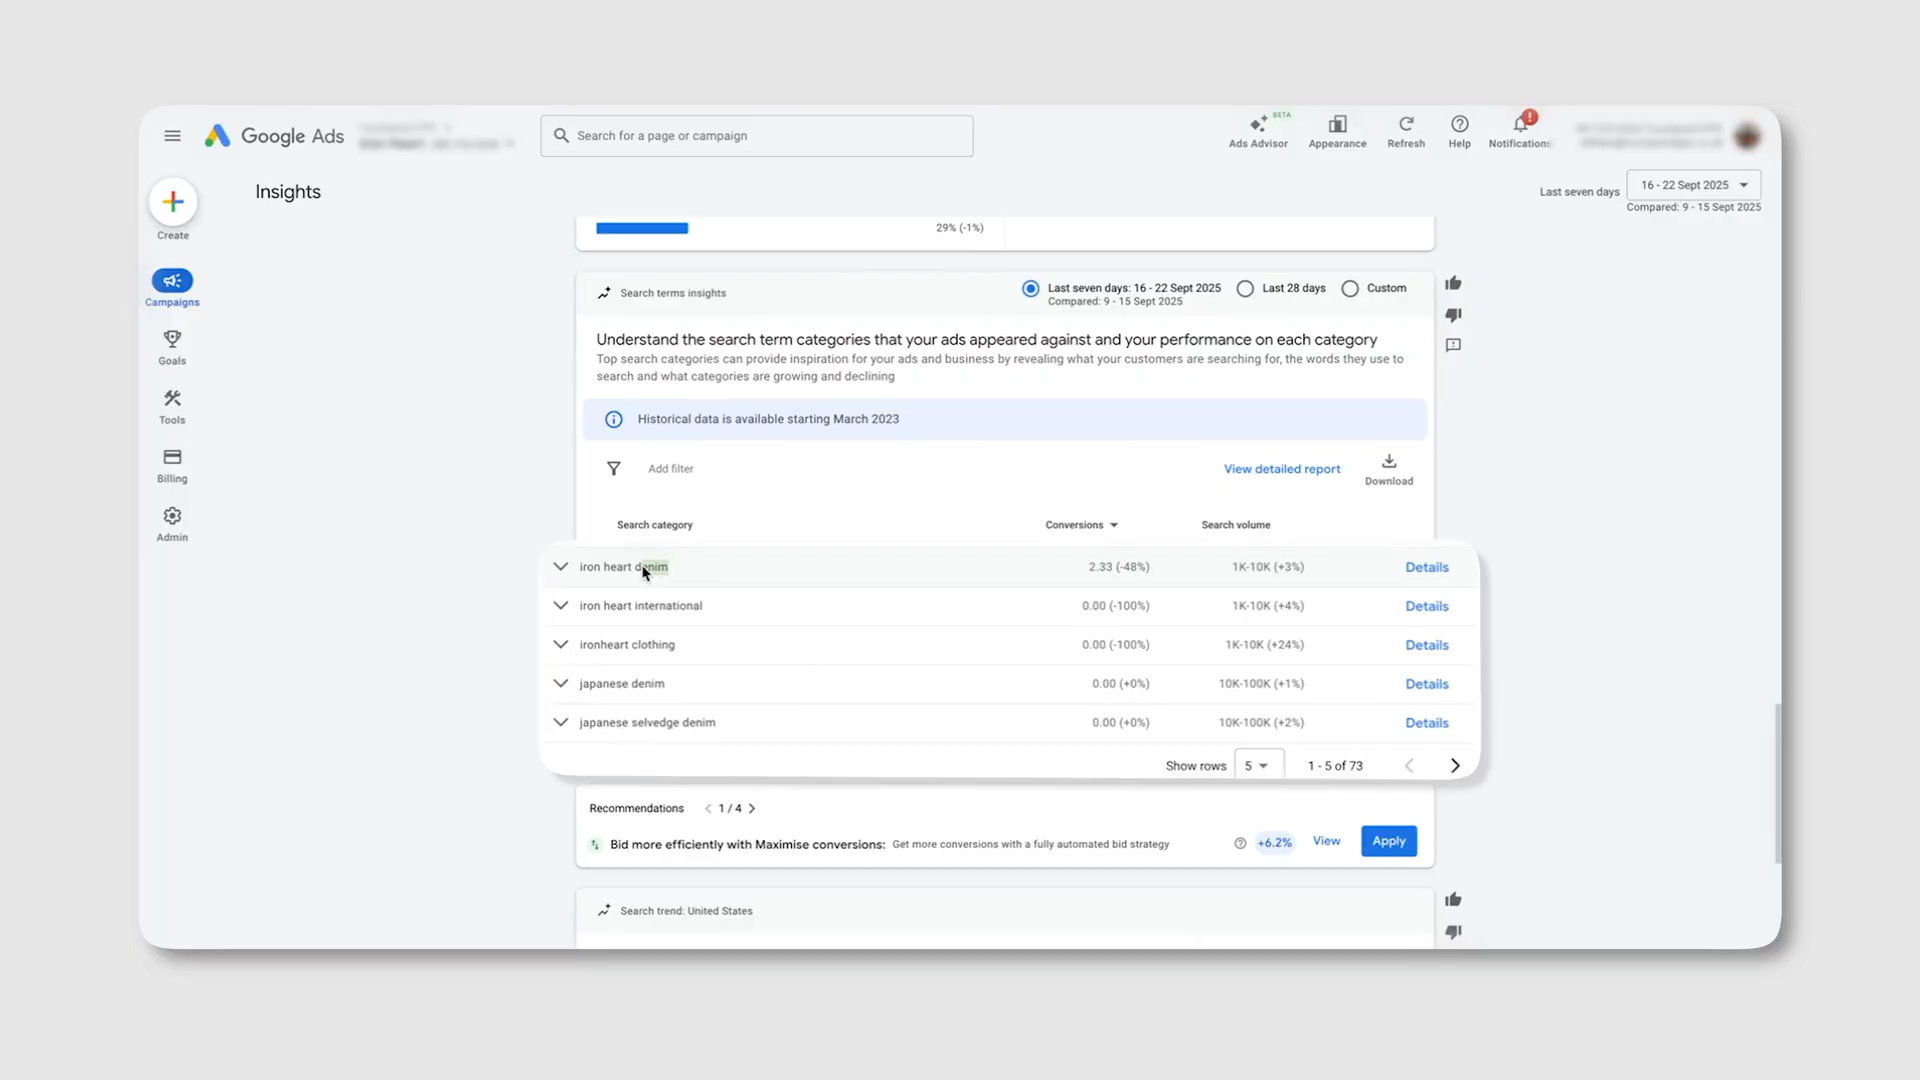 Google Ads
Search for a page or campaign
BETA
Ads Advisor
Appearance
Refresh
Help
Notifications
Create
Campaigns
Goals
Tools
Billing
Admin
Insights
Last seven days
16 - 22 Sept 2025
Compared: 9 - 15 Sept 2025
29% (-1%)
Search terms insights
Last seven days: 16 - 22 Sept 2025
Compared: 9 - 15 Sept 2025
Last 28 days
Custom
Understand the search term categories that your ads appeared against and your performance on each category
Top search categories can provide inspiration for your ads and business by revealing what your customers are searching for, the words they use to
search and what categories are growing and declining
Historical data is available starting March 2023
Add filter
View detailed report
Download
Search category Conversions Search volume
iron heart denim 2.33 (-48%) 1K-10K (+3%) Details
iron heart international 0.00 (-100%) 1K-10K (+4%) Details
ironheart clothing 0.00 (-100%) 1K-10K (+24%) Details
japanese denim 0.00 (+0%) 10K-100K (+1%) Details
japanese selvedge denim 0.00 (+0%) 10K-100K (+2%) Details
Show rows 5 1 - 5 of 73
Recommendations 1 / 4
Bid more efficiently with Maximise conversions: Get more conversions with a fully automated bid strategy +6.2% View Apply
Search trend: United States